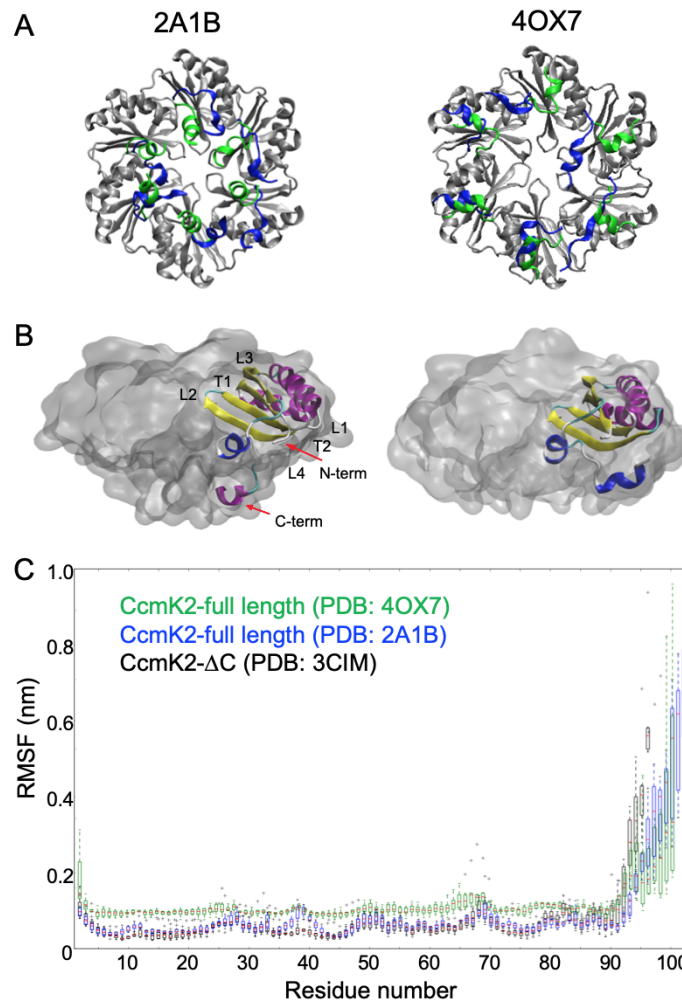 A
2A1B
4OX7
B
L3
T1
L2
L1
T2
L4
N-term
C-term
C
1.0
CcmK2-full length (PDB: 4OX7)
CcmK2-full length (PDB: 2A1B)
CcmK2-ΔC (PDB: 3CIM)
0.8
0.6
0.4
0.2
0
RMSF (nm)
10 20 30 40 50 60 70 80 90 100
Residue number